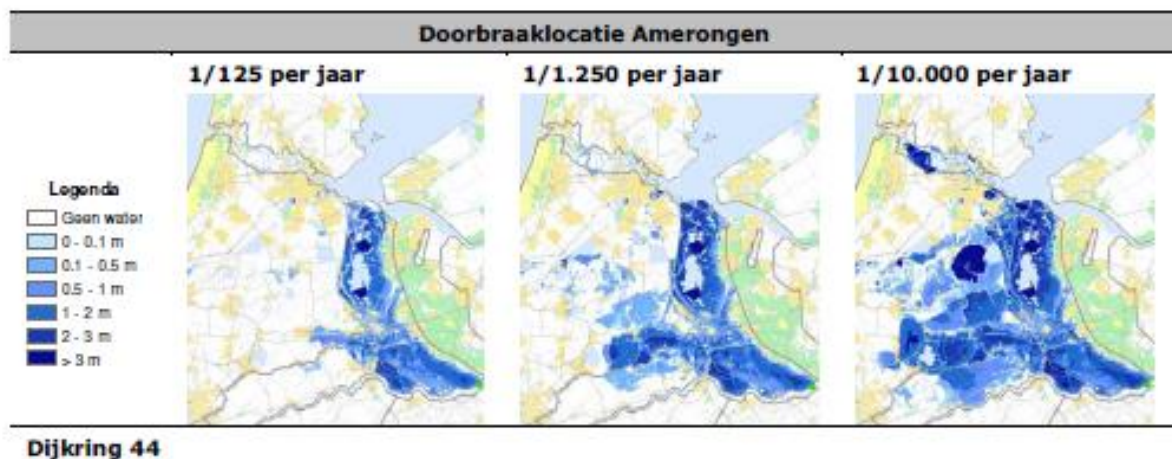 Doorbraaklocatie Amerongen
1/125 per jaar
1/1.250 per jaar
1/10.000 per jaar
Legenda
Geen water
0 - 0.1 m
0.1 - 0.5 m
0.5 - 1 m
1 - 2 m
2 - 3 m
> 3 m
Dijkring 44